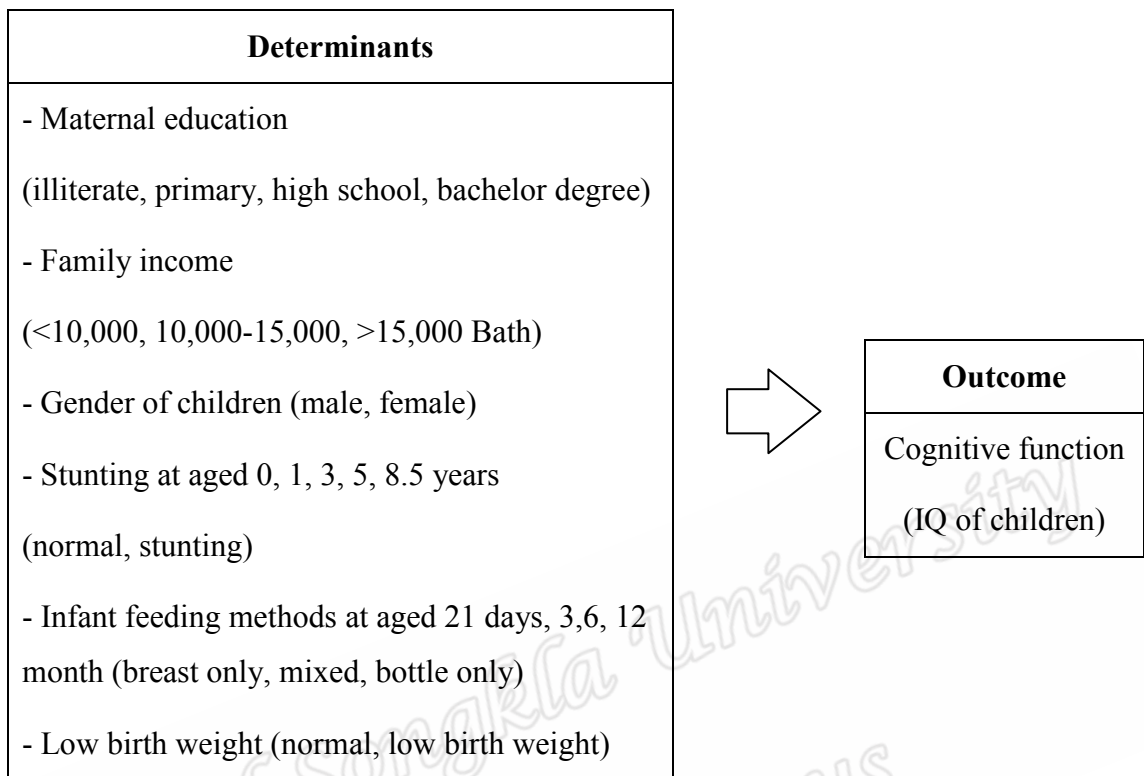 Determinants
- Maternal education
(illiterate, primary, high school, bachelor degree)
- Family income
(<10,000, 10,000-15,000, >15,000 Bath)
- Gender of children (male, female)
- Stunting at aged 0, 1, 3, 5, 8.5 years
(normal, stunting)
- Infant feeding methods at aged 21 days, 3,6, 12
month (breast only, mixed, bottle only)
- Low birth weight (normal, low birth weight)
Outcome
Cognitive function
(IQ of children)
Songkla University